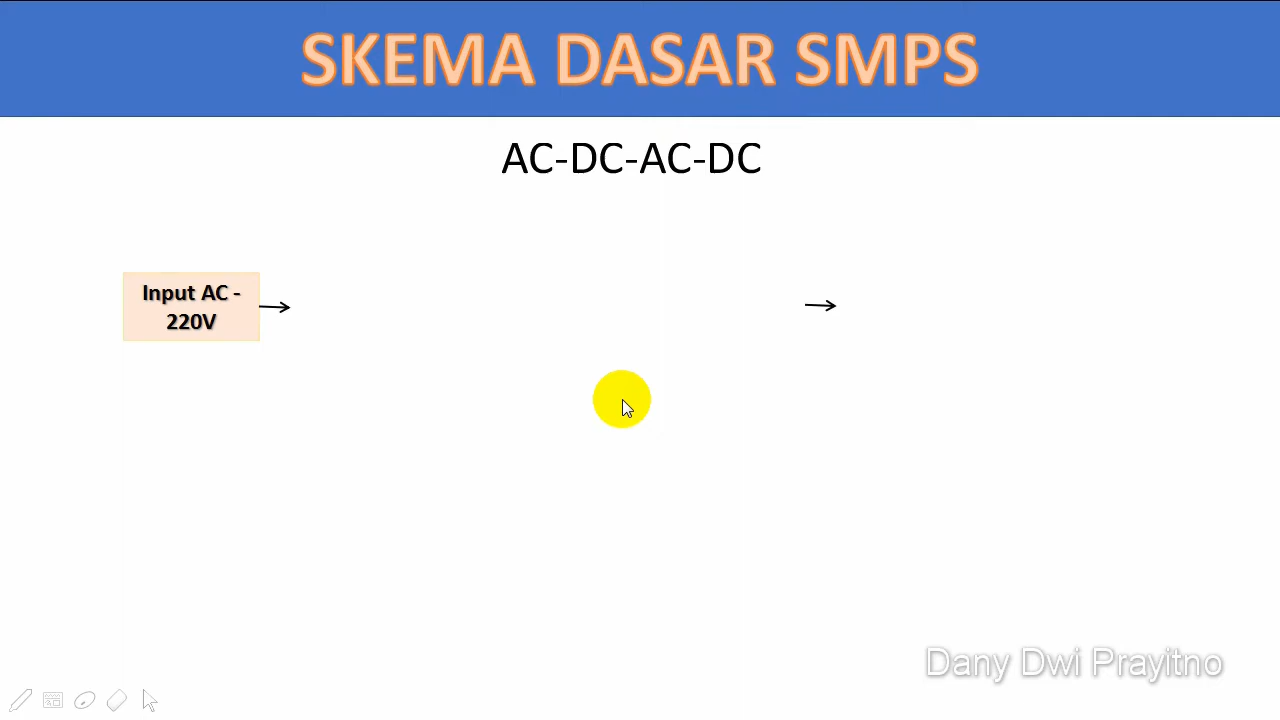 SKEMA DASAR SMPS
AC-DC-AC-DC
Input AC -
220V
Dany Dwi Prayitno